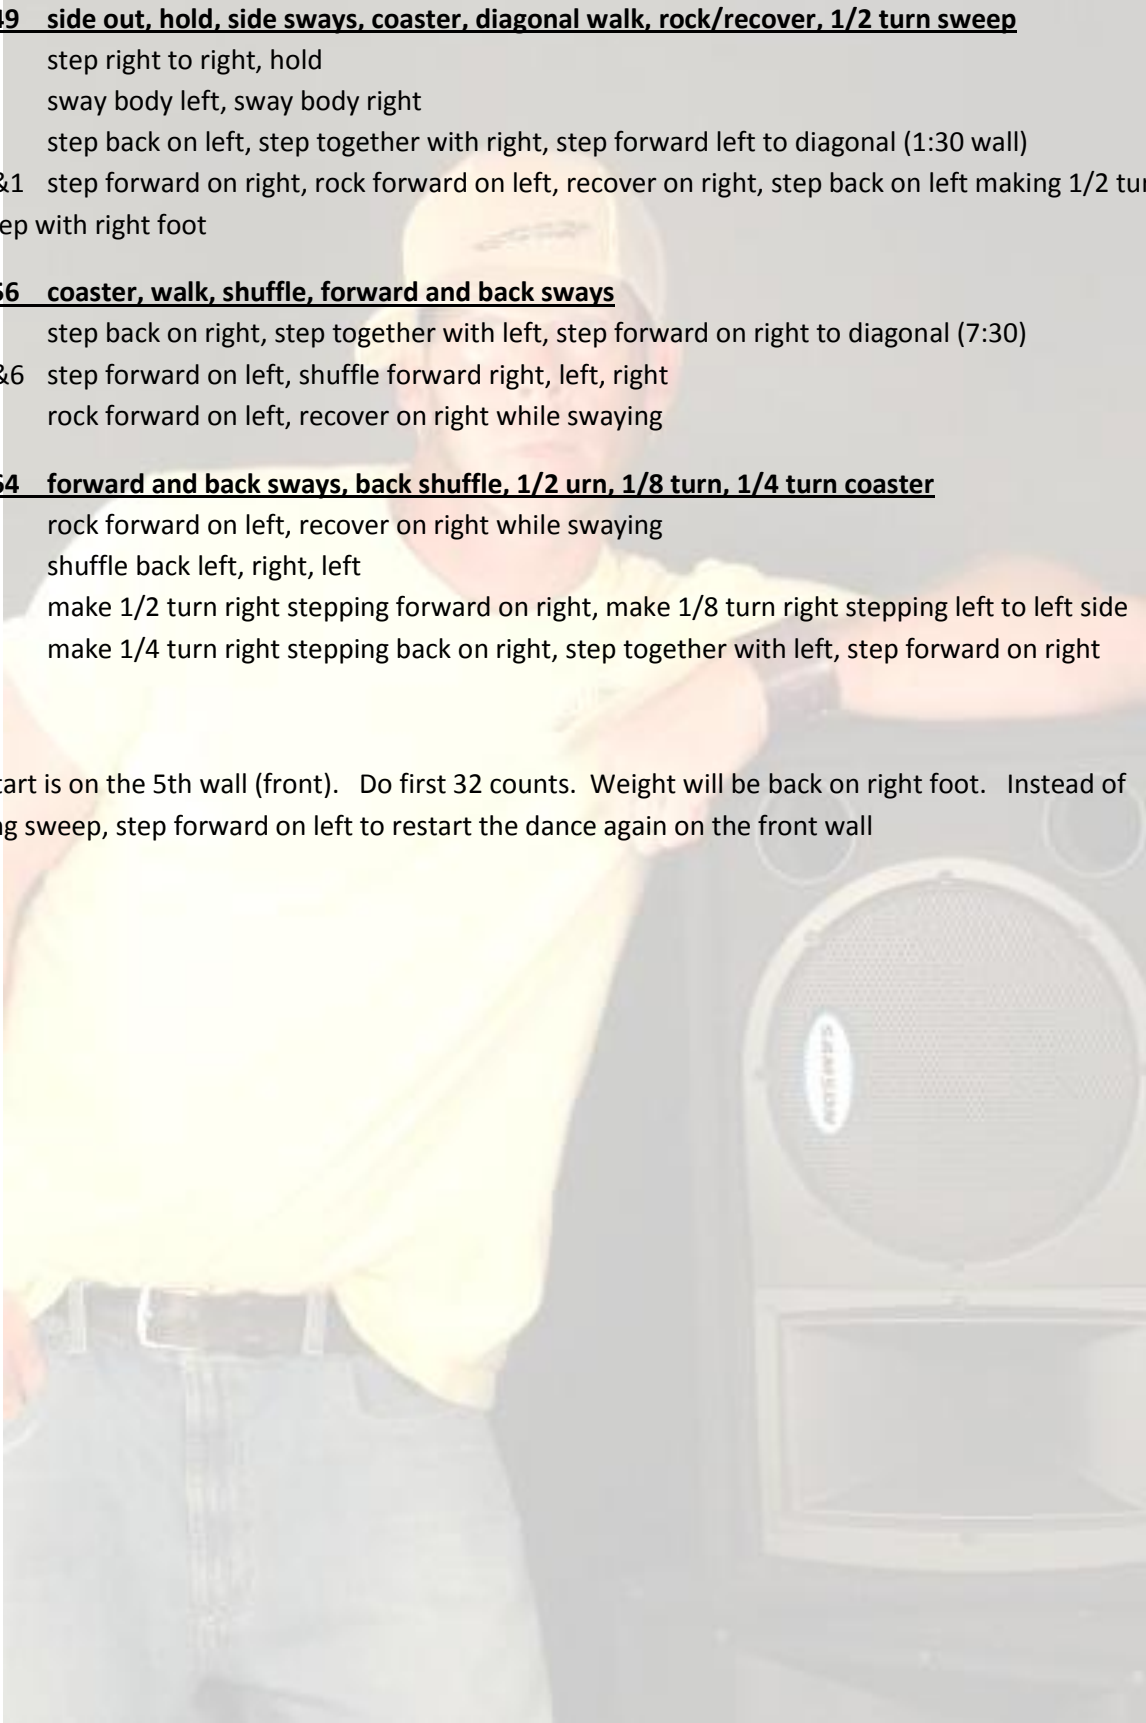 49 side out, hold, side sways, coaster, diagonal walk, rock/recover, 1/2 turn sweep
step right to right, hold
sway body left, sway body right
step back on left, step together with right, step forward left to diagonal (1:30 wall)
&1 step forward on right, rock forward on left, recover on right, step back on left making 1/2 tur
ep with right foot
56 coaster, walk, shuffle, forward and back sways
step back on right, step together with left, step forward on right to diagonal (7:30)
&6 step forward on left, shuffle forward right, left, right
rock forward on left, recover on right while swaying
64 forward and back sways, back shuffle, 1/2 urn, 1/8 turn, 1/4 turn coaster
rock forward on left, recover on right while swaying
shuffle back left, right, left
make 1/2 turn right stepping forward on right, make 1/8 turn right stepping left to left side
make 1/4 turn right stepping back on right, step together with left, step forward on right
tart is on the 5th wall (front). Do first 32 counts. Weight will be back on right foot. Instead of
ng sweep, step forward on left to restart the dance again on the front wall
SAMSON